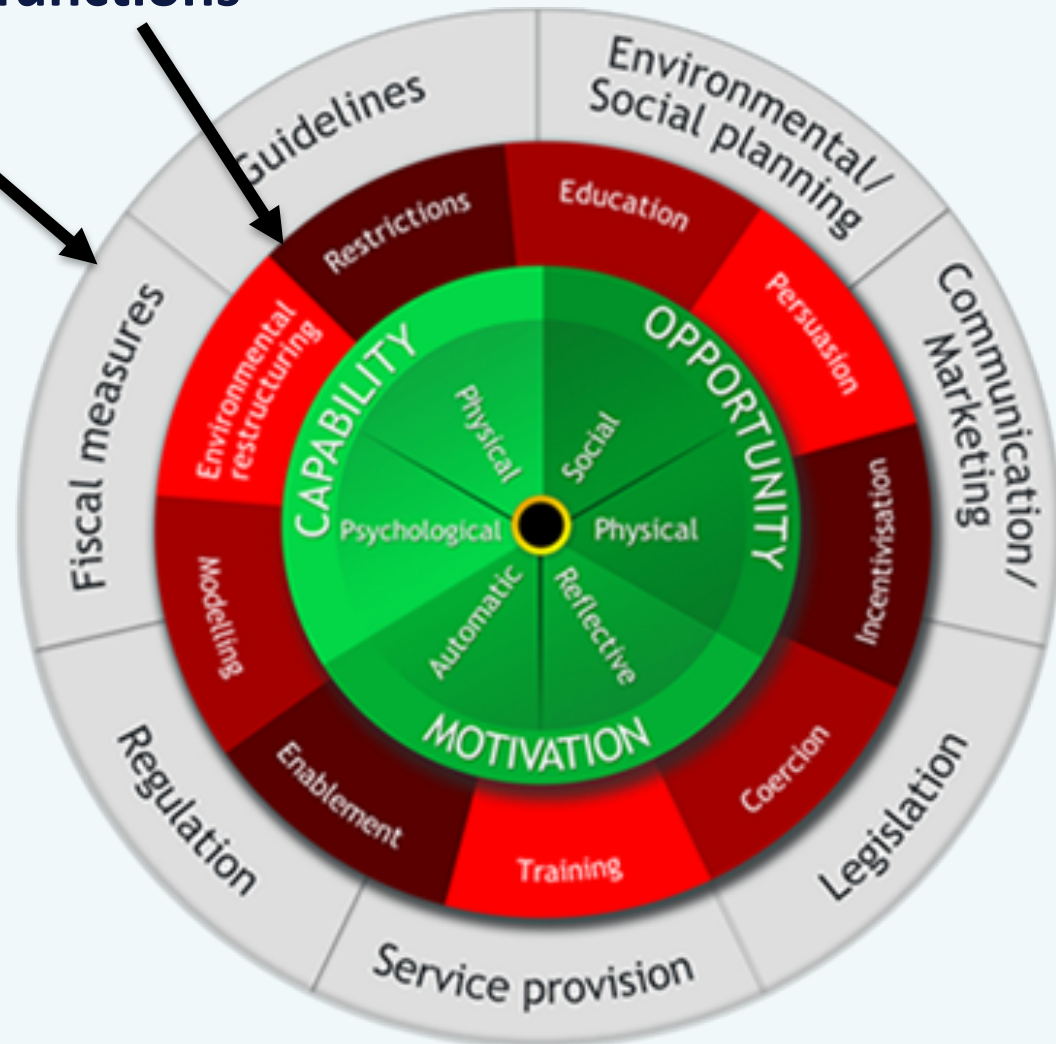 Guidelines
Environmental/
Social planning
Communication/
Marketing
Legislation
Service provision
Regulation
Fiscal measures
Restrictions
Education
Persuasion
Incentivisation
Coercion
Training
Enablement
Modelling
Environmental
restructuring
CAPABILITY
OPPORTUNITY
MOTIVATION
Physical
Social
Physical
Reflective
Automatic
Psychological